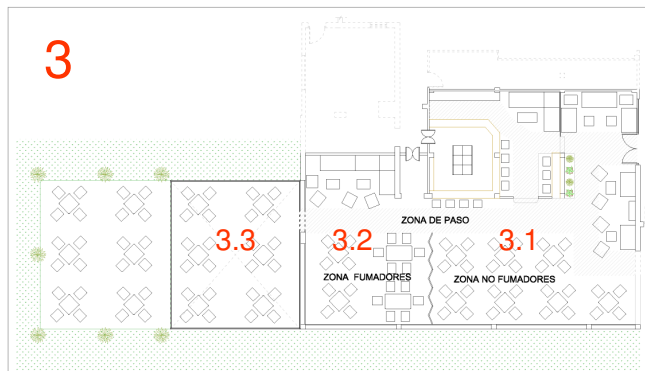 3
ZONA DE PASO
3.3
3.2
3.1
ZONA FUMADORES
ZONA NO FUMADORES